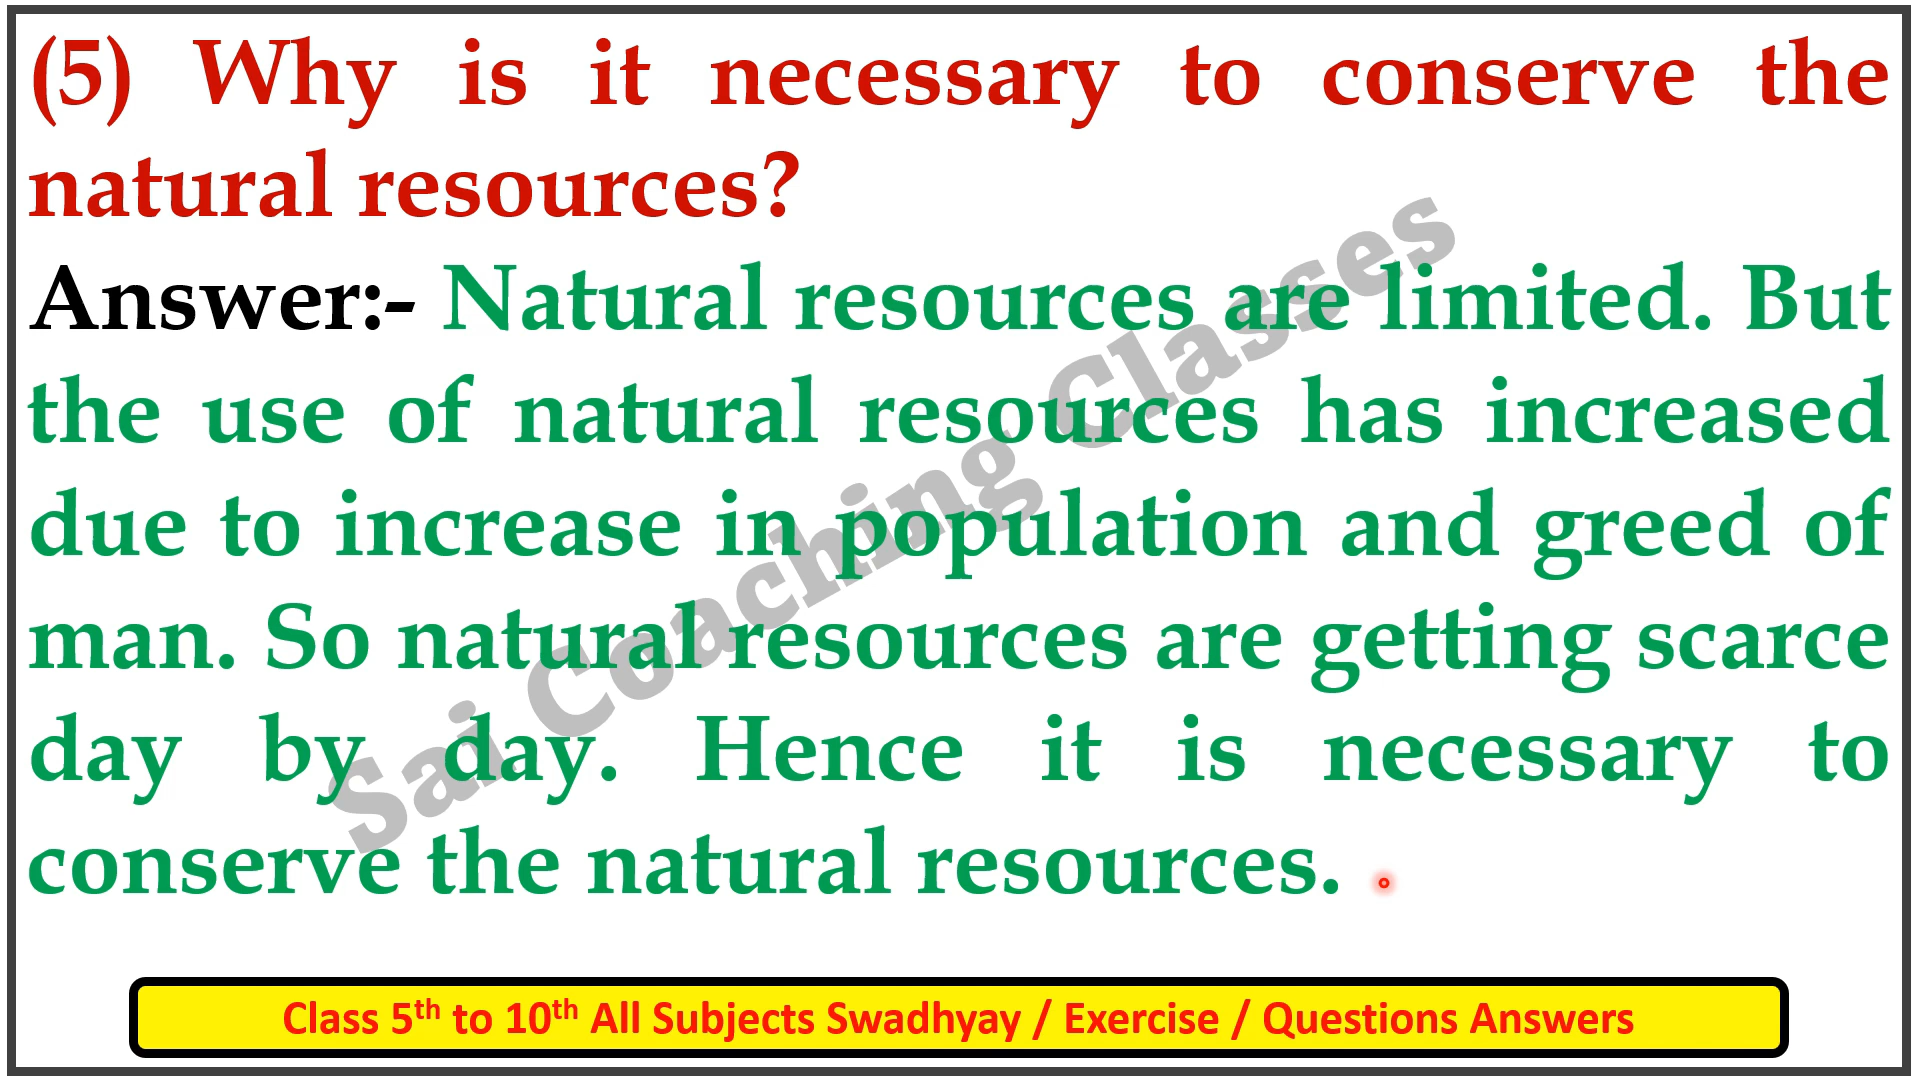 (5) Why is it necessary to conserve the
natural resources?
Answer:- Natural resources are limited. But
the use of natural resources has increased
due to increase in population and greed of
man. So natural resources are getting scarce
day by day. Hence it is necessary to
conserve the natural resources.
Sai Coaching Classes
Class 5th to 10th All Subjects Swadhyay / Exercise / Questions Answers